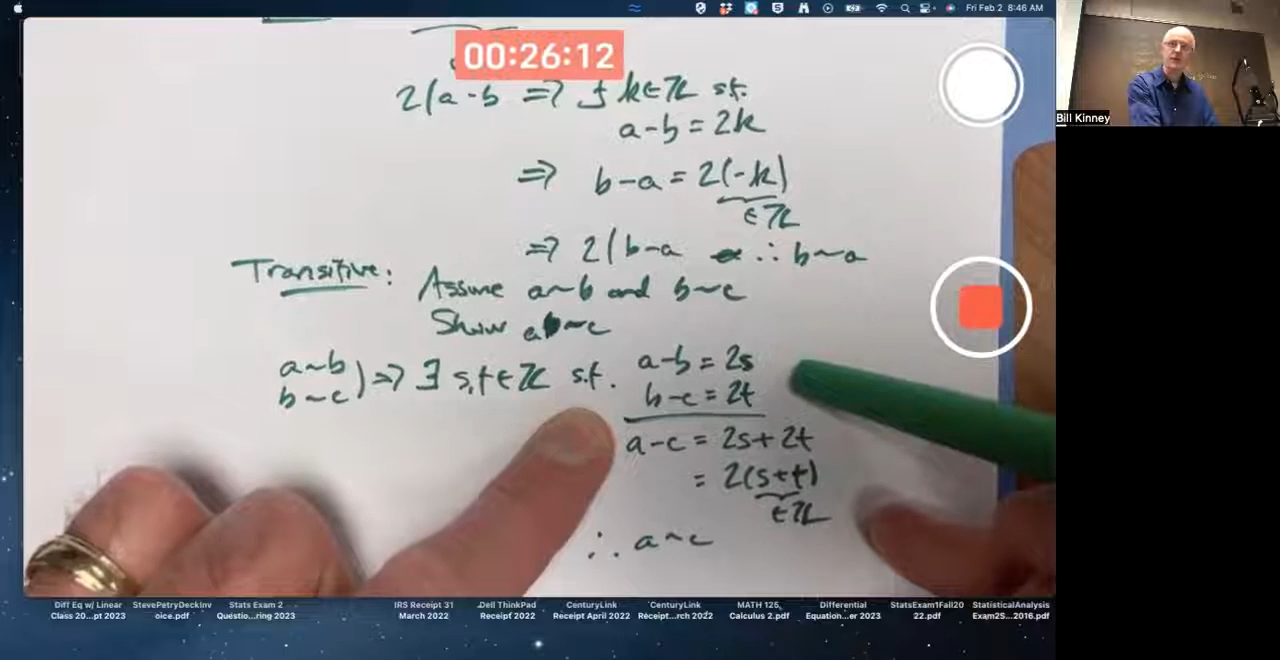 Fri Feb 2 8:46 AM
00:26:12
2|a-b => ∃ k∈ℤ s.t.
a-b = 2k
=> b-a = 2(-k)
∈ℤ
=> 2|b-a ∴ b~a
Transitive: Assume a~b and b~c
Show a~c
a~b
b~c ) => ∃ s,t∈ℤ s.t. a-b = 2s
b-c = 2t
a-c = 2s+2t
= 2(s+t)
∈ℤ
∴ a~c
Bill Kinney
Diff Eq w/ Linear
Class 20...pt 2023
StevePetryDeckInv
oice.pdf
Stats Exam 2
Questio...ring 2023
IRS Receipt 31
March 2022
Dell ThinkPad
Receipt 2022
CenturyLink
Receipt April 2022
CenturyLink
Receipt...rch 2022
MATH 125,
Calculus 2.pdf
Differential
Equation...er 2023
StatsExam1Fall20
22.pdf
StatisticalAnalysis
Exam2S...2016.pdf